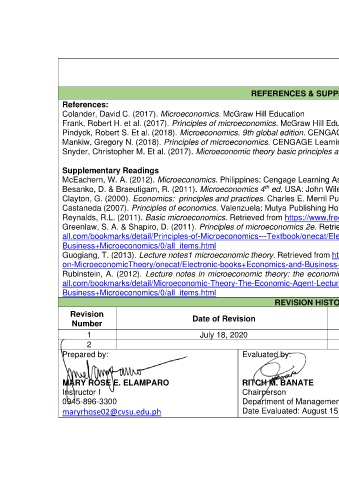 REFERENCES & SUPP
References:
Colander, David C. (2017). Microeconomics. McGraw Hill Education
Frank, Robert H. et al. (2017). Principles of microeconomics. McGraw Hill Edu
Pindyck, Robert S. Et al. (2018). Microeconomics, 9th global edition. CENGAG
Mankiw, Gregory N. (2018). Principles of microeconomics. CENGAGE Learnin
Snyder, Christopher M. Et al. (2017). Microeconomic theory basic principles a
Supplementary Readings
McEachern, W. A. (2012). Microeconomics. Philippines: Cengage Learning As
Besanko, D. & Braeutigam, R. (2011). Microeconomics 4th ed. USA: John Wile
Clayton, G. (2000). Economics: principles and practices. Charles E. Merril Pu
Castaneda (2007). Principles of economics. Valenzuela: Mutya Publishing Ho
Reynalds, R.L. (2011). Basic microeconomics. Retrieved from https://www.free
Greenlaw, S. A. & Shapiro, D. (2011). Principles of microeconomics 2e. Retrie
all.com/bookmarks/detail/Principles-of-Microeconomics---Textbook/onecat/Ele
Business+Microeconomics/0/all_items.html
Guogiang, T. (2013). Lecture notes1 microeconomic theory. Retrieved from ht
on-MicroeconomicTheory/onecat/Electronic-books+Economics-and-Business-
Rubinstein, A. (2012). Lecture notes in microeconomic theory: the economic
all.com/bookmarks/detail/Microeconomic-Theory-The-Economic-Agent-Lectur
Business+Microeconomics/0/all_items.html
REVISION HISTO
Revision Number Date of Revision
1 July 18, 2020
2
Prepared by: Evaluated by:
MARY ROSE E. ELAMPARO RITCH M. BANATE
Instructor I Chairperson
0945-896-3300 Department of Managemen
maryrhose02@cvsu.edu.ph Date Evaluated: August 15,